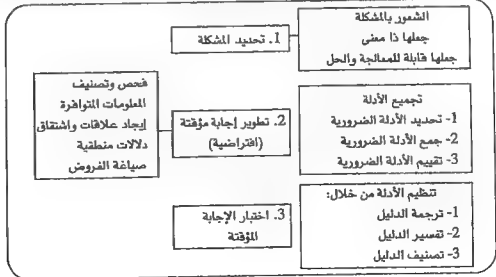 الشعور بالمشكلة
جعلها ذا معنى
جعلها قابلة للمعالجة والحل
1. تحديد المشكلة
فحص وتصنيف
المعلومات المتوافرة
إيجاد علاقات واشتقاق
دلالات منطقية
صياغة الفروض
2. تطوير إجابة مؤقتة
(افتراضية)
تجميع الأدلة
1- تحديد الأدلة الضرورية
2- جمع الأدلة الضرورية
3- تقييم الأدلة الضرورية
3. اختبار الإجابة
المؤقتة
تنظيم الأدلة من خلال:
1- ترجمة الدليل
2- تفسير الدليل
3- تصنيف الدليل